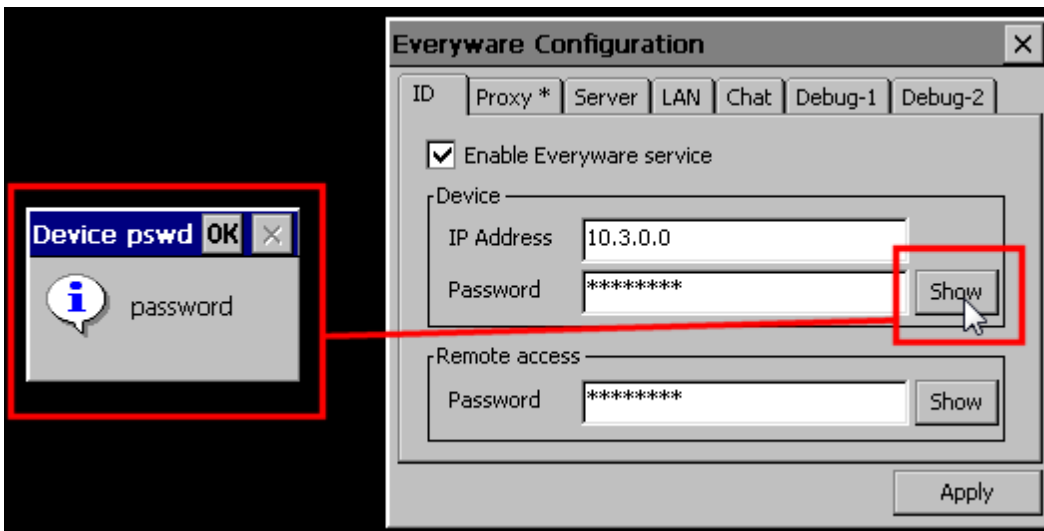 Everyware Configuration
ID Proxy * Server LAN Chat Debug-1 Debug-2
Enable Everyware service
Device
IP Address 10.3.0.0
Password ******** Show
Remote access
Password ******** Show
Apply
Device pswd OK
password